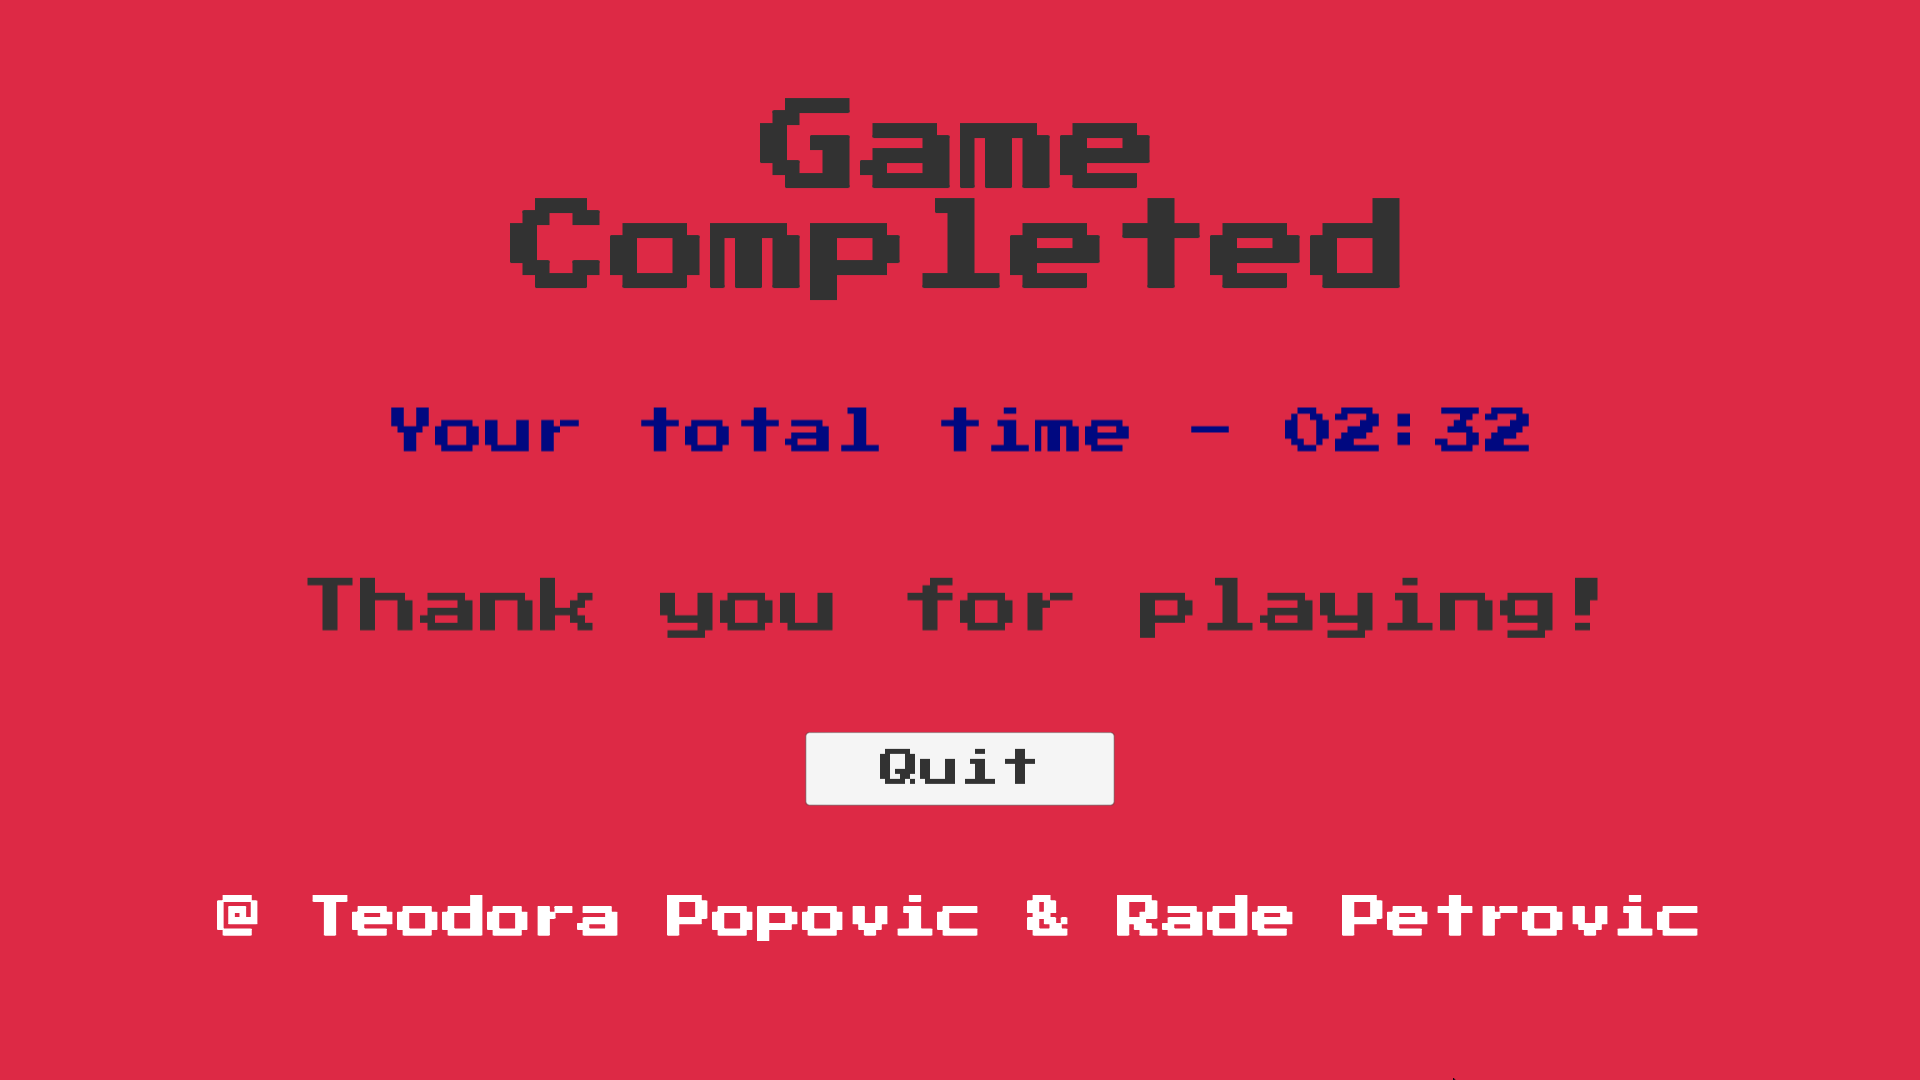 Game
Completed
Your total time - 02:32
Thank you for playing!
Quit
@ Teodora Popovic & Rade Petrovic